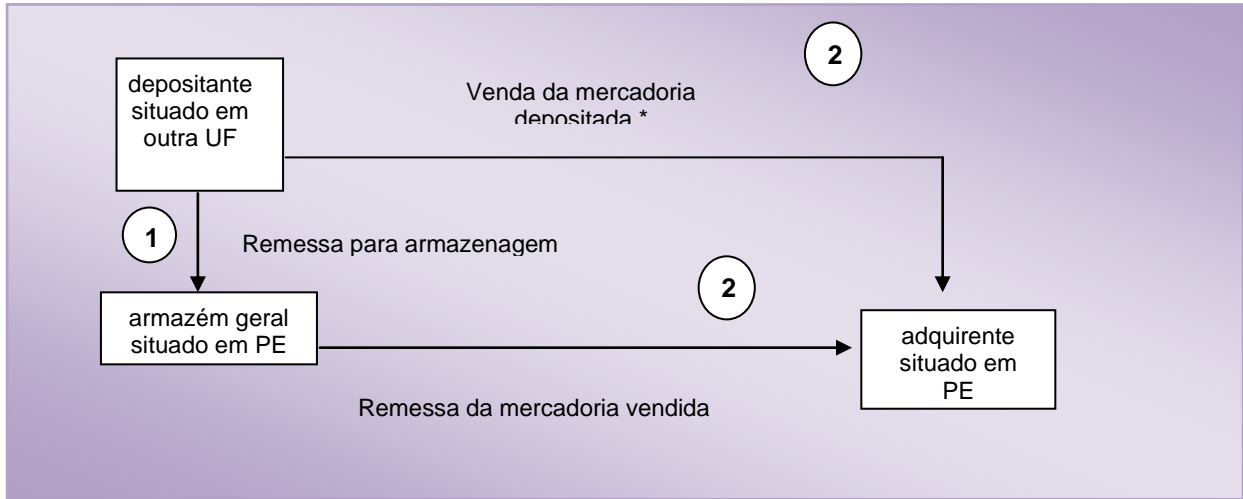 2
depositante
situado em
outra UF
Venda da mercadoria
depositada *
1
Remessa para armazenagem
2
armazém geral
situado em PE
adquirente
situado em
PE
Remessa da mercadoria vendida